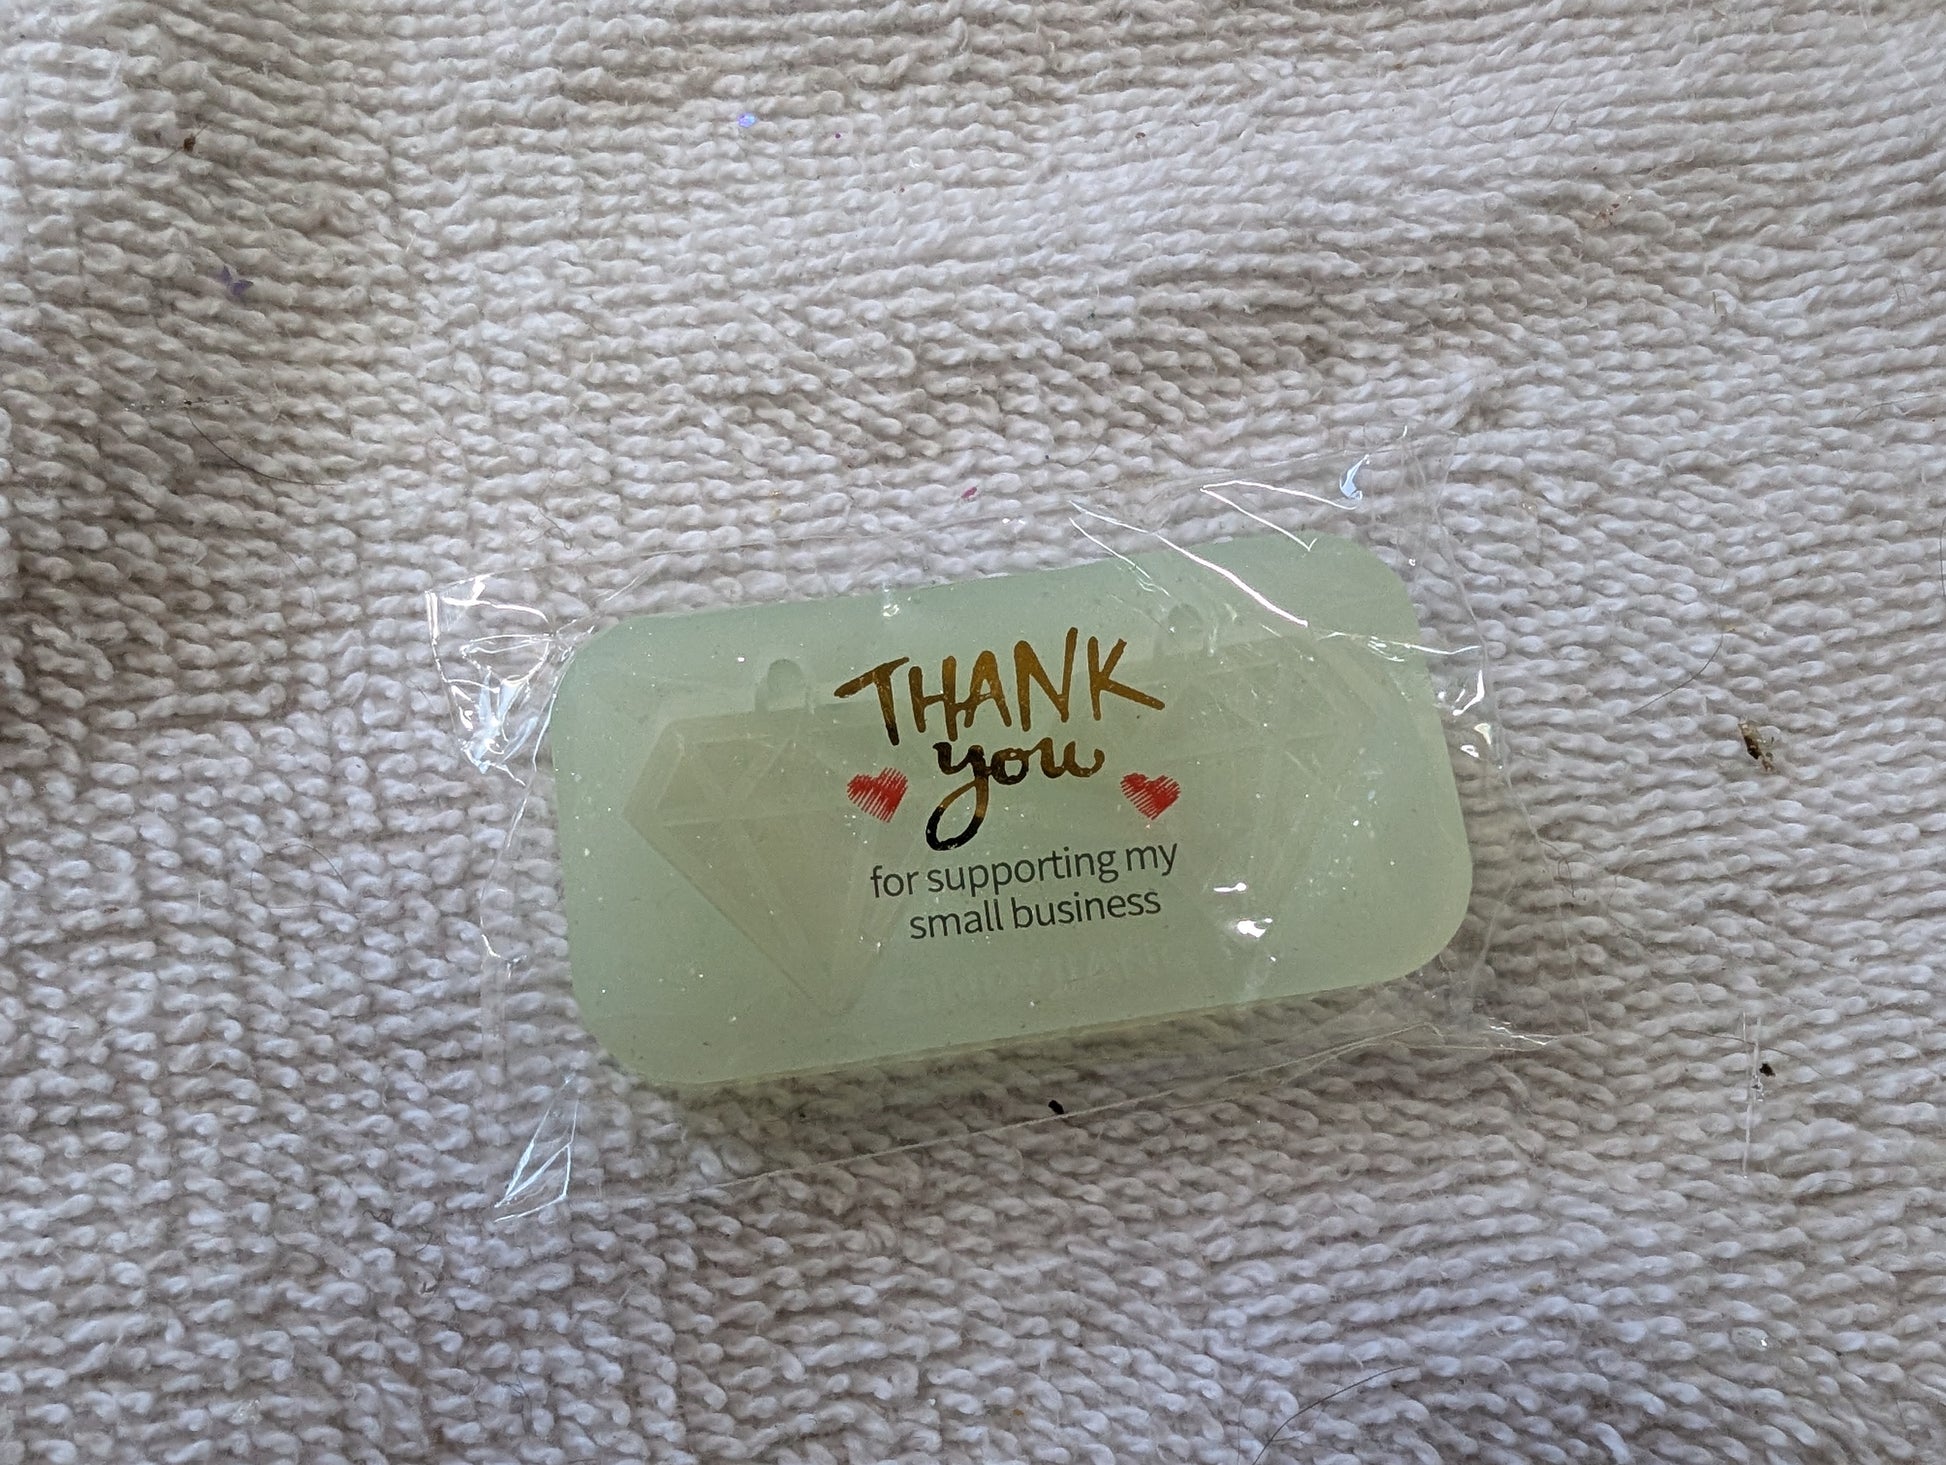 THANK
you
for supporting my
small business